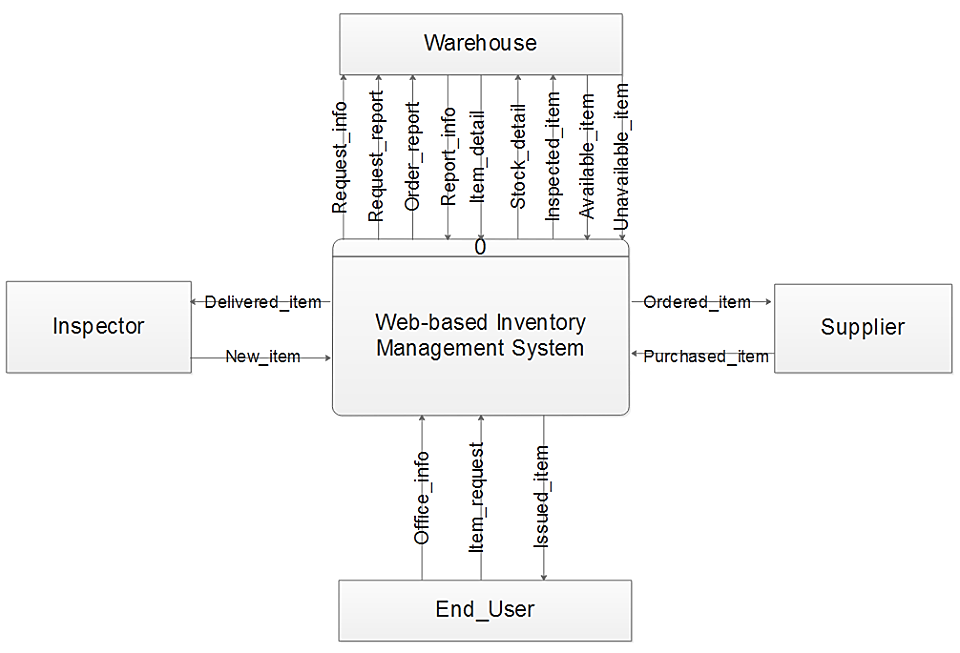 Warehouse
Request_info
Request_report
Order_report
Report_info
Item_detail
Stock_detail
Inspected_item
Available_item
Unavailable_item
0
Inspector
Delivered_item
New_item
Web-based Inventory
Management System
Ordered_item
Purchased_item
Supplier
Office_info
Item_request
Issued_item
End_User